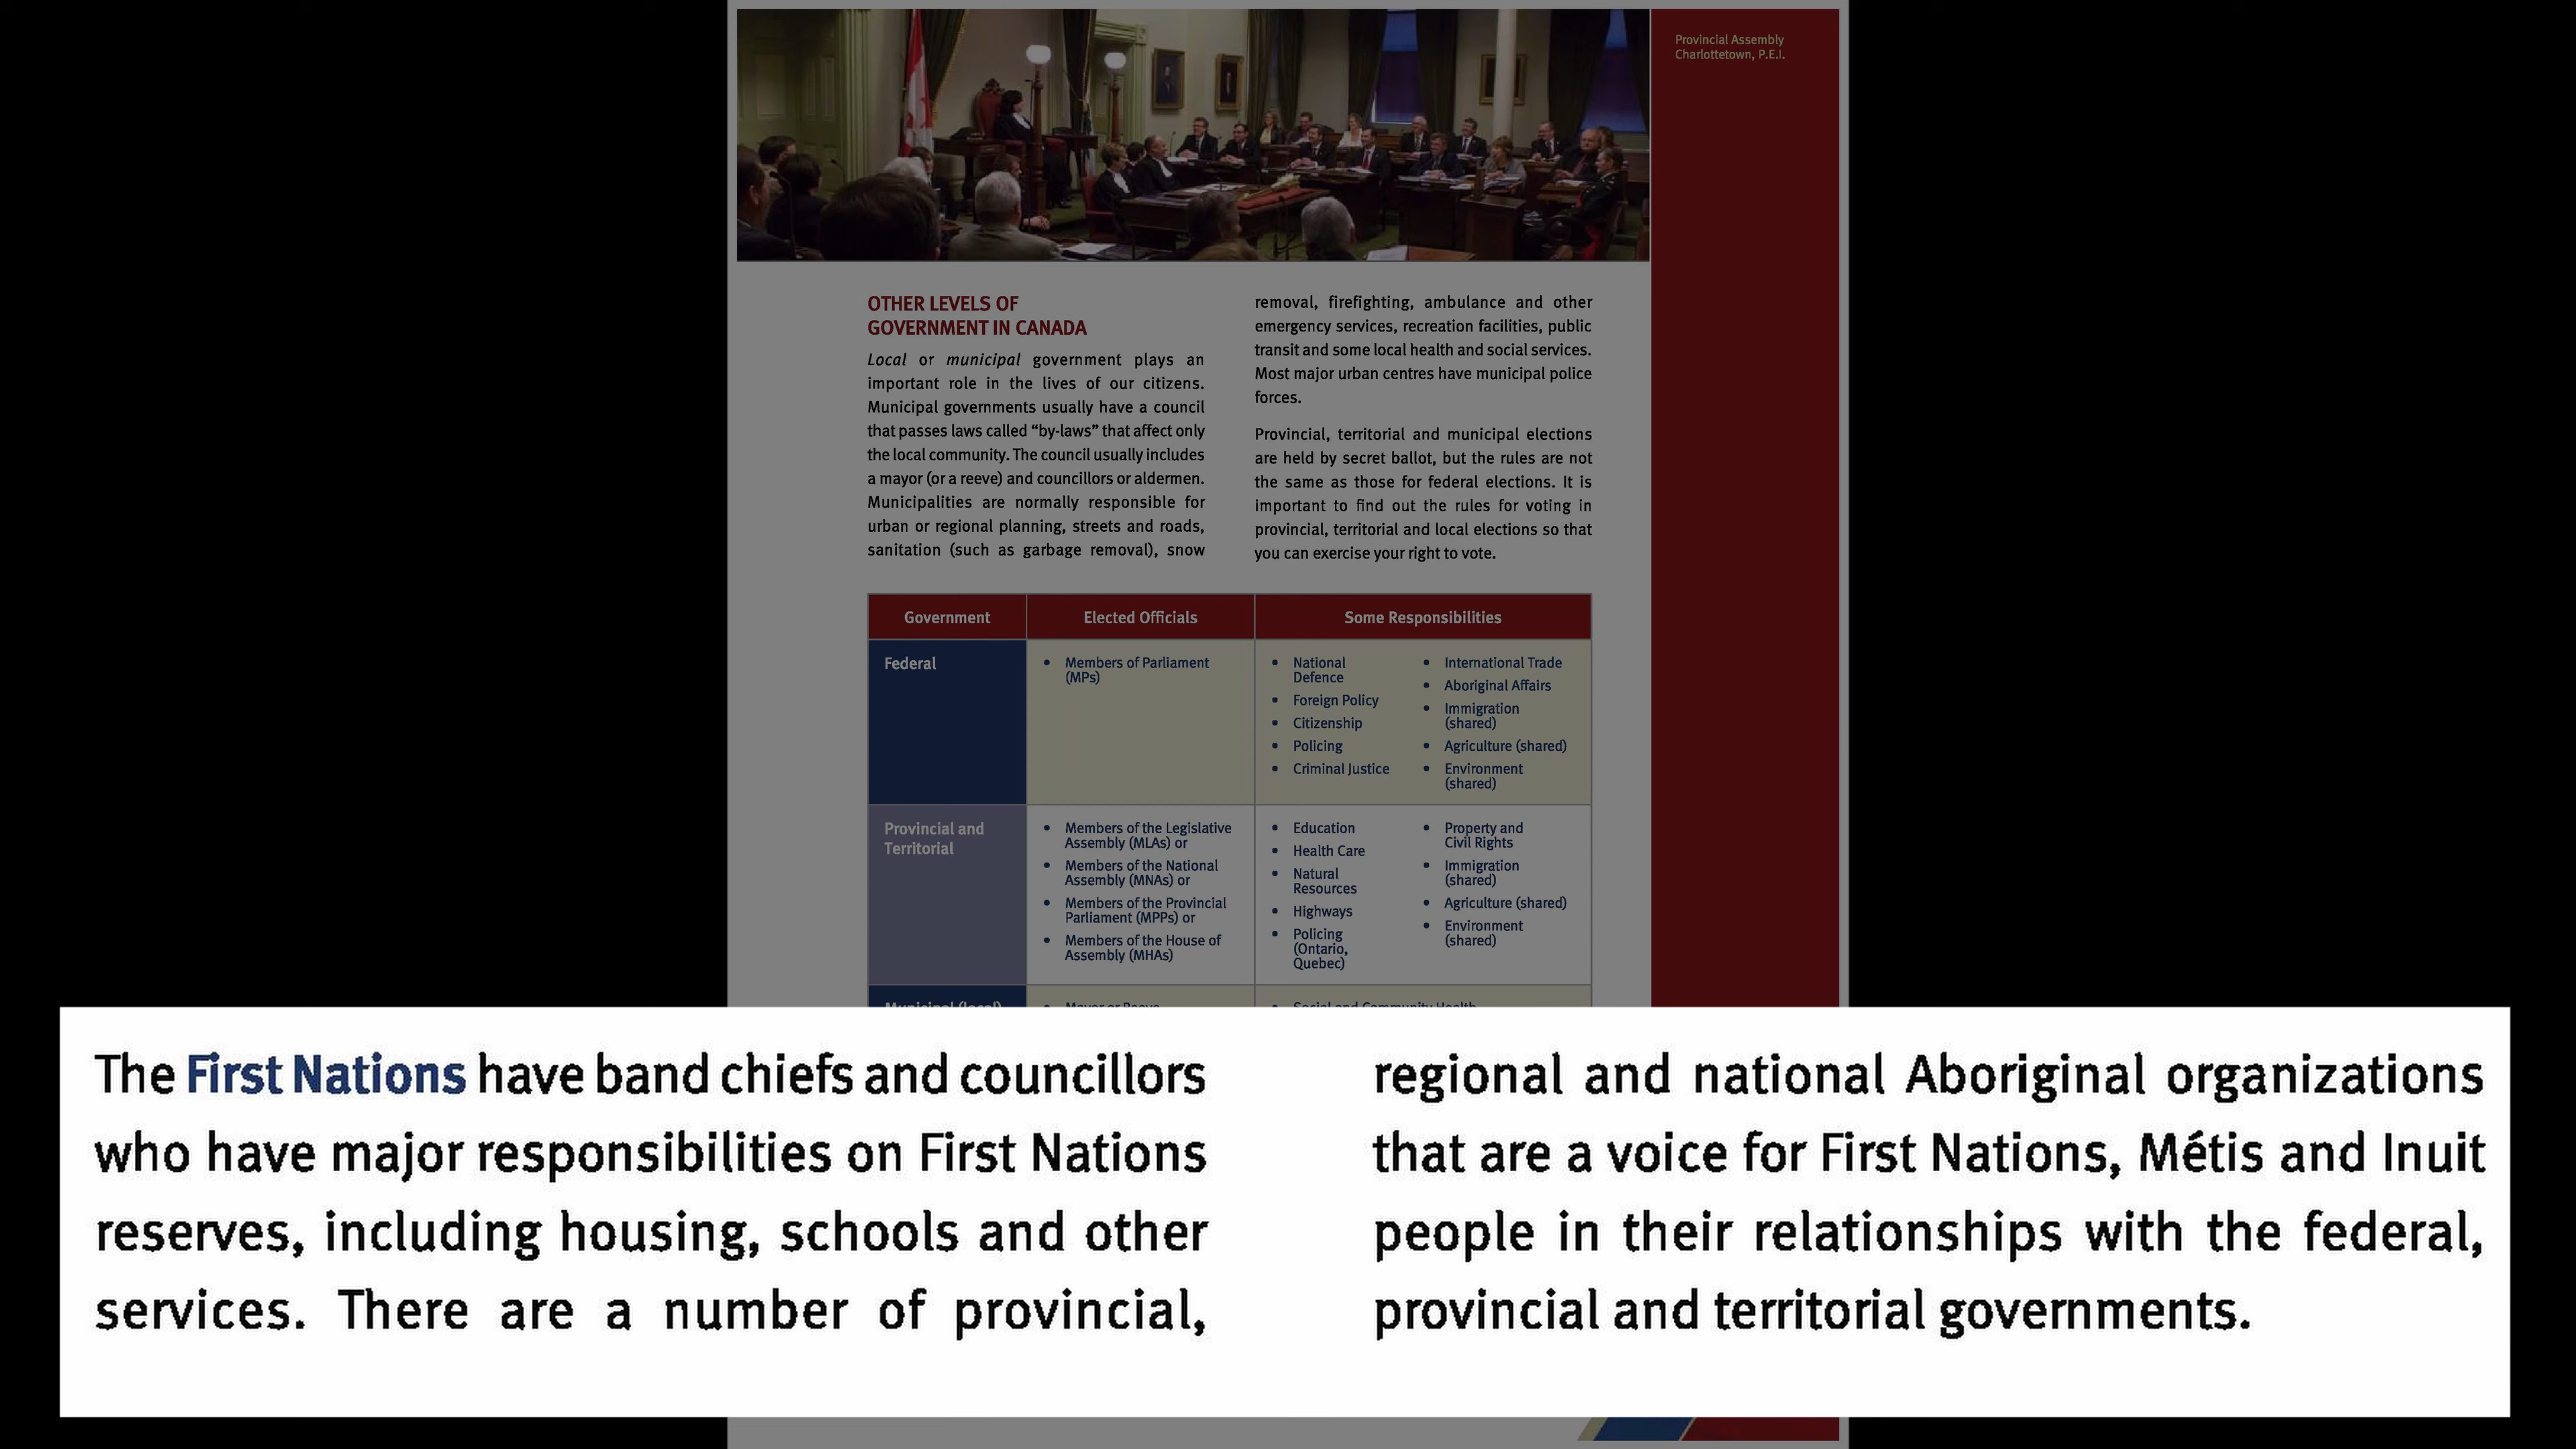 Provincial Assembly
Charlottetown, P.E.I.
OTHER LEVELS OF
GOVERNMENT IN CANADA
Local or municipal government plays an
important role in the lives of our citizens.
Municipal governments usually have a council
that passes laws called “by-laws” that affect only
the local community. The council usually includes
a mayor (or a reeve) and councillors or aldermen.
Municipalities are normally responsible for
urban or regional planning, streets and roads,
sanitation (such as garbage removal), snow
removal, firefighting, ambulance and other
emergency services, recreation facilities, public
transit and some local health and social services.
Most major urban centres have municipal police
forces.
Provincial, territorial and municipal elections
are held by secret ballot, but the rules are not
the same as those for federal elections. It is
important to find out the rules for voting in
provincial, territorial and local elections so that
you can exercise your right to vote.
Government
Elected Officials
Some Responsibilities
Federal
• Members of Parliament
(MPs)
• National
Defence
• Foreign Policy
• Citizenship
• Policing
• Criminal Justice
• International Trade
• Aboriginal Affairs
• Immigration
(shared)
• Agriculture (shared)
• Environment
(shared)
Provincial and
Territorial
• Members of the Legislative
Assembly (MLAs) or
• Members of the National
Assembly (MNAs) or
• Members of the Provincial
Parliament (MPPs) or
• Members of the House of
Assembly (MHAs)
• Education
• Health Care
• Natural
Resources
• Highways
• Policing
(Ontario,
Quebec)
• Property and
Civil Rights
• Immigration
(shared)
• Agriculture (shared)
• Environment
(shared)
Municipal (local)
• Mayor or Reeve
• Social and Community Health
The First Nations have band chiefs and councillors
who have major responsibilities on First Nations
reserves, including housing, schools and other
services. There are a number of provincial,
regional and national Aboriginal organizations
that are a voice for First Nations, Métis and Inuit
people in their relationships with the federal,
provincial and territorial governments.